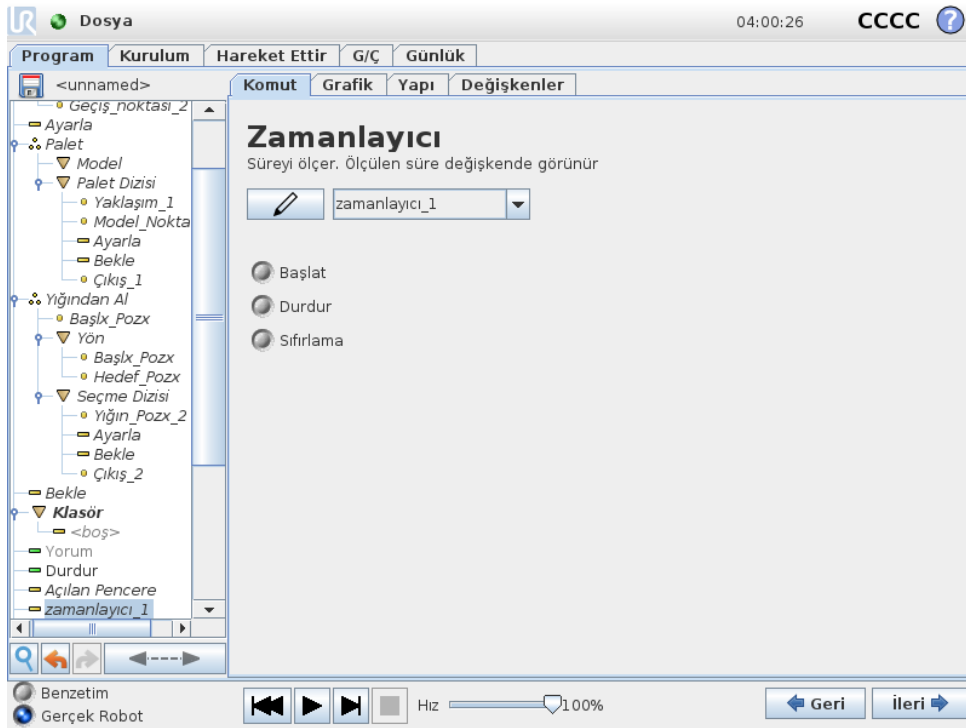 Dosya
04:00:26
CCCC
?
Program
Kurulum
Hareket Ettir
G/Ç
Günlük
<unnamed>
Komut
Grafik
Yapı
Değişkenler
Geçiş_noktası_2
Ayarla
Palet
Model
Palet Dizisi
Yaklaşım_1
Model_Nokta
Ayarla
Bekle
Çıkış_1
Yığından Al
Başlx_Pozx
Yön
Başlx_Pozx
Hedef_Pozx
Seçme Dizisi
Yığın_Pozx_2
Ayarla
Bekle
Çıkış_2
Bekle
Klasör
<boş>
Yorum
Durdur
Açılan Pencere
zamanlayıcı_1
Zamanlayıcı
Süreyi ölçer. Ölçülen süre değişkende görünür
zamanlayıcı_1
Başlat
Durdur
Sıfırlama
Benzetim
Gerçek Robot
Hız
100%
Geri
İleri